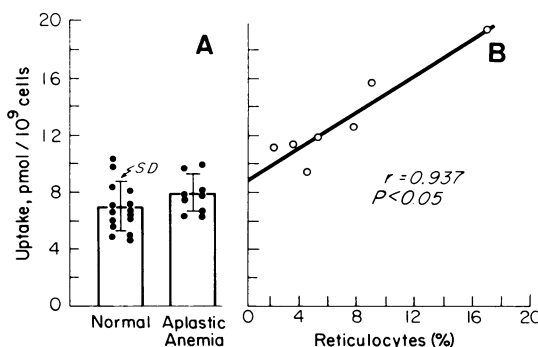 Uptake, pmol / 10⁹ cells
20
16
12
8
4
0
A
SD
Normal
Aplastic
Anemia
B
r = 0.937
P<0.05
0
4
8
12
16
20
Reticulocytes (%)